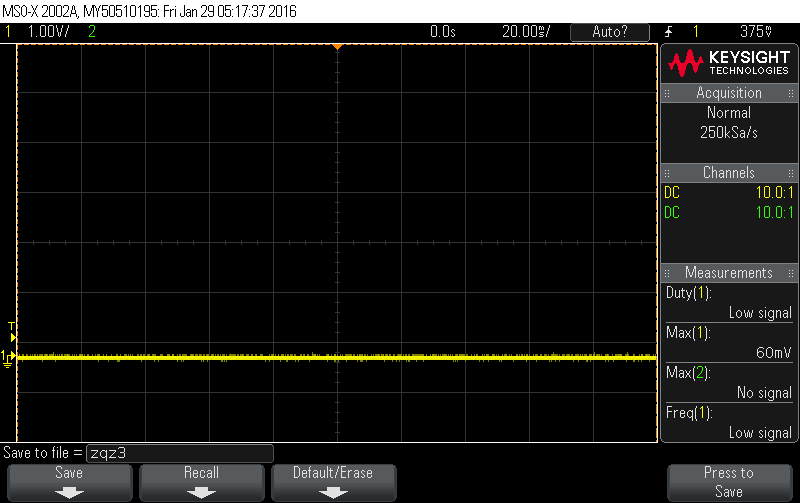 MSO-X 2002A, MY50510195: Fri Jan 29 05:17:37 2016
1 1.00V/ 2 0.0s 20.00ms/ Auto? 1 375mV
KEYSIGHT
TECHNOLOGIES
Acquisition
Normal
250kSa/s
Channels
DC 10.0:1
DC 10.0:1
Measurements
Duty(1):
Low signal
Max(1):
60mV
Max(2):
No signal
Freq(1):
Low signal
T
1
Save to file = zqz3
Save Recall Default/Erase Press to
Save